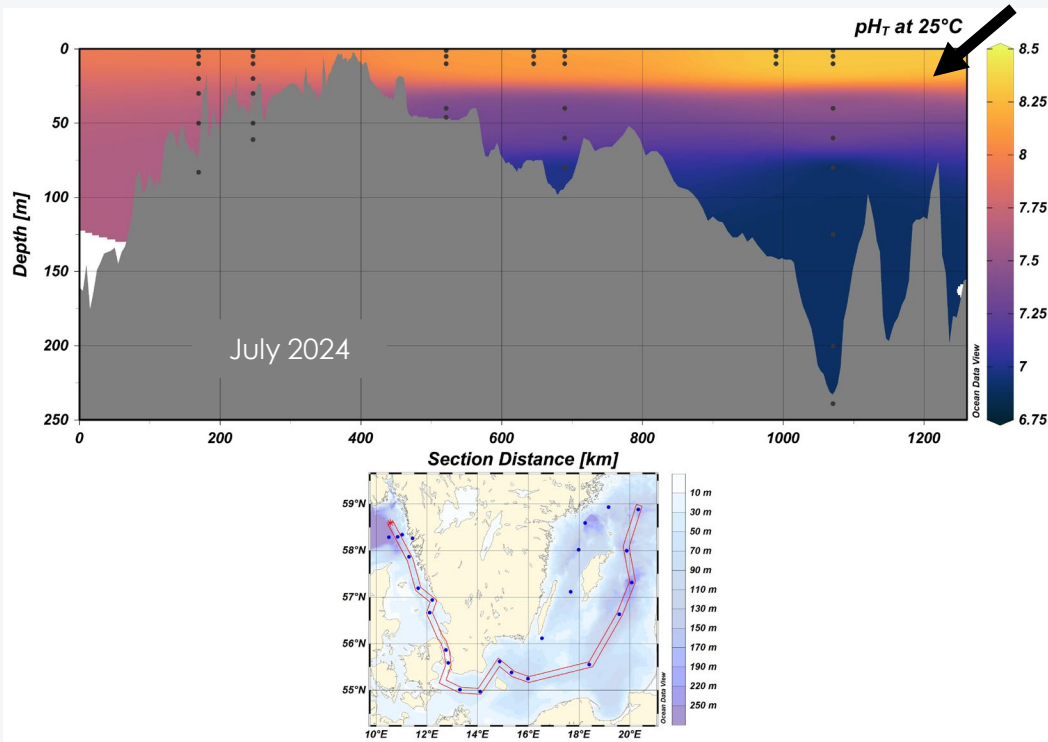 pH_T at 25°C
0
50
100
150
200
250
Depth [m]
July 2024
Ocean Data View
8.5
8.25
8
7.75
7.5
7.25
7
6.75
0 200 400 600 800 1000 1200
Section Distance [km]
59°N
58°N
57°N
56°N
55°N
10°E 12°E 14°E 16°E 18°E 20°E
Ocean Data View
10 m
30 m
50 m
70 m
90 m
110 m
130 m
150 m
170 m
190 m
210 m
250 m